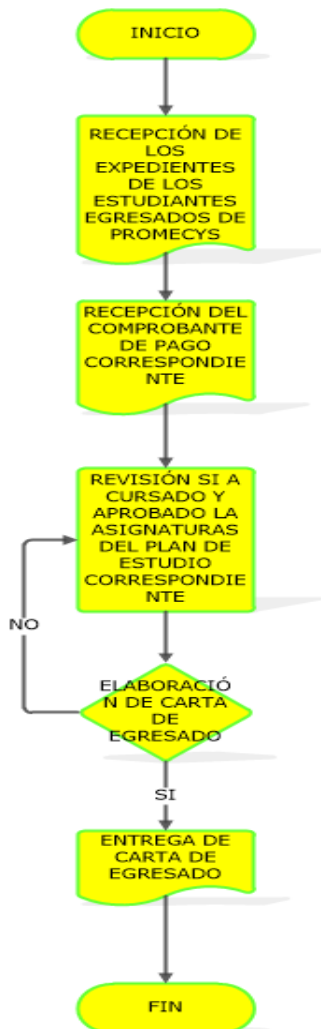 INICIO
RECEPCIÓN DE
LOS
EXPEDIENTES
DE LOS
ESTUDIANTES
EGRESADOS DE
PROMECYS
RECEPCIÓN DEL
COMPROBANTE
DE PAGO
CORRESPONDIE
NTE
REVISIÓN SI A
CURSADO Y
APROBADO LA
ASIGNATURAS
DEL PLAN DE
ESTUDIO
CORRESPONDIE
NTE
NO
ELABORACIÓ
N DE CARTA
DE
EGRESADO
SI
ENTREGA DE
CARTA DE
EGRESADO
FIN